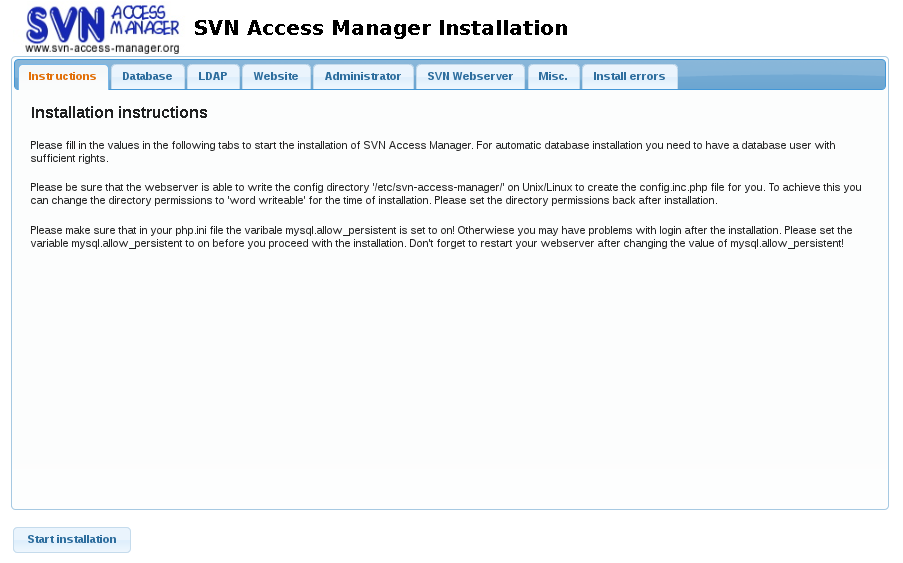 SVN ACCESS MANAGER
www.svn-access-manager.org
SVN Access Manager Installation
Instructions Database LDAP Website Administrator SVN Webserver Misc. Install errors
Installation instructions
Please fill in the values in the following tabs to start the installation of SVN Access Manager. For automatic database installation you need to have a database user with
sufficient rights.
Please be sure that the webserver is able to write the config directory '/etc/svn-access-manager/' on Unix/Linux to create the config.inc.php file for you. To achieve this you
can change the directory permissions to 'word writeable' for the time of installation. Please set the directory permissions back after installation.
Please make sure that in your php.ini file the varibale mysql.allow_persistent is set to on! Otherwiese you may have problems with login after the installation. Please set the
variable mysql.allow_persistent to on before you proceed with the installation. Don't forget to restart your webserver after changing the value of mysql.allow_persistent!
Start installation